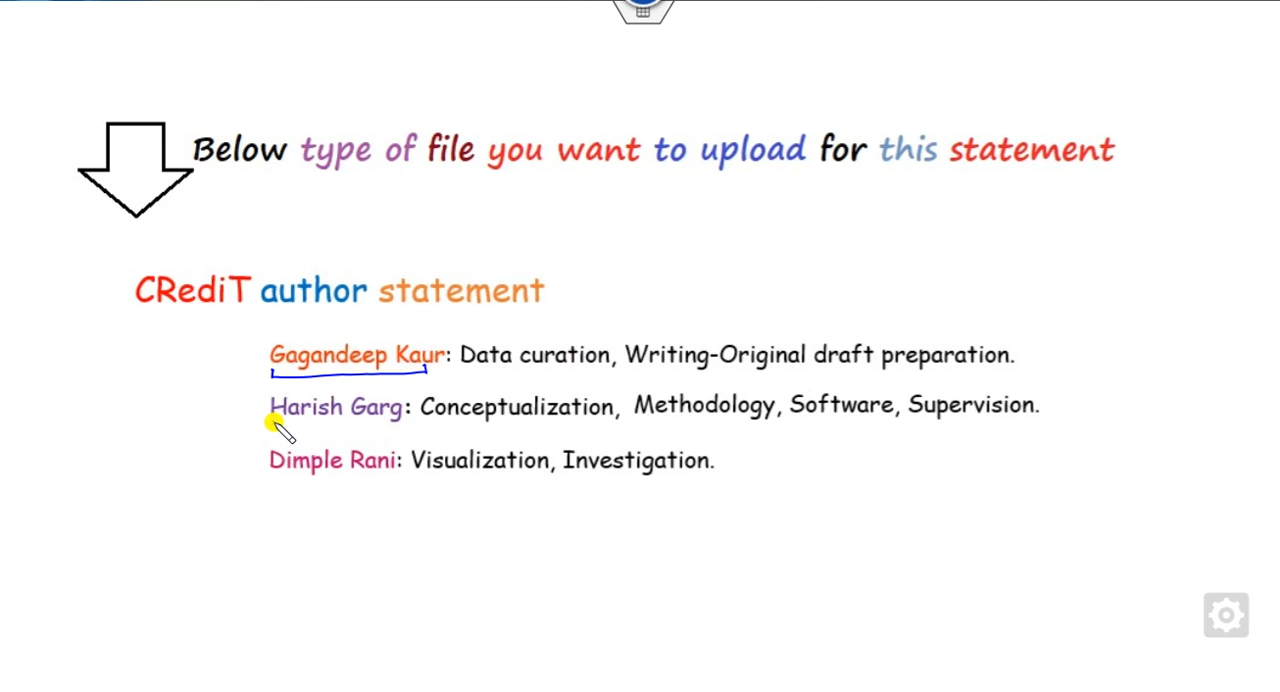 Below type of file you want to upload for this statement
CRediT author statement
Gagandeep Kaur: Data curation, Writing-Original draft preparation.
Harish Garg: Conceptualization, Methodology, Software, Supervision.
Dimple Rani: Visualization, Investigation.